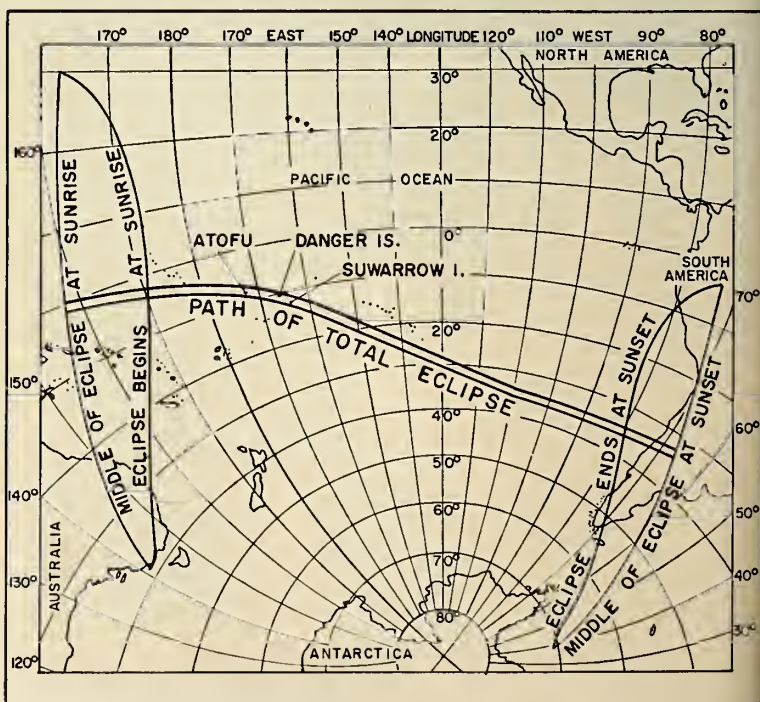 170° 180° 170° EAST 150° 140° LONGITUDE 120° 110° WEST 90° 80°
NORTH AMERICA
30°
20°
160°
PACIFIC OCEAN
0°
ATOFU DANGER IS.
SUWARROW I.
SOUTH
AMERICA
70°
MIDDLE OF ECLIPSE AT SUNRISE
ECLIPSE BEGINS AT SUNRISE
PATH OF TOTAL ECLIPSE
20°
40°
50°
60°
70°
80°
ECLIPSE ENDS AT SUNSET
MIDDLE OF ECLIPSE AT SUNSET
150°
140°
130°
120°
60°
50°
40°
30°
AUSTRALIA
ANTARCTICA